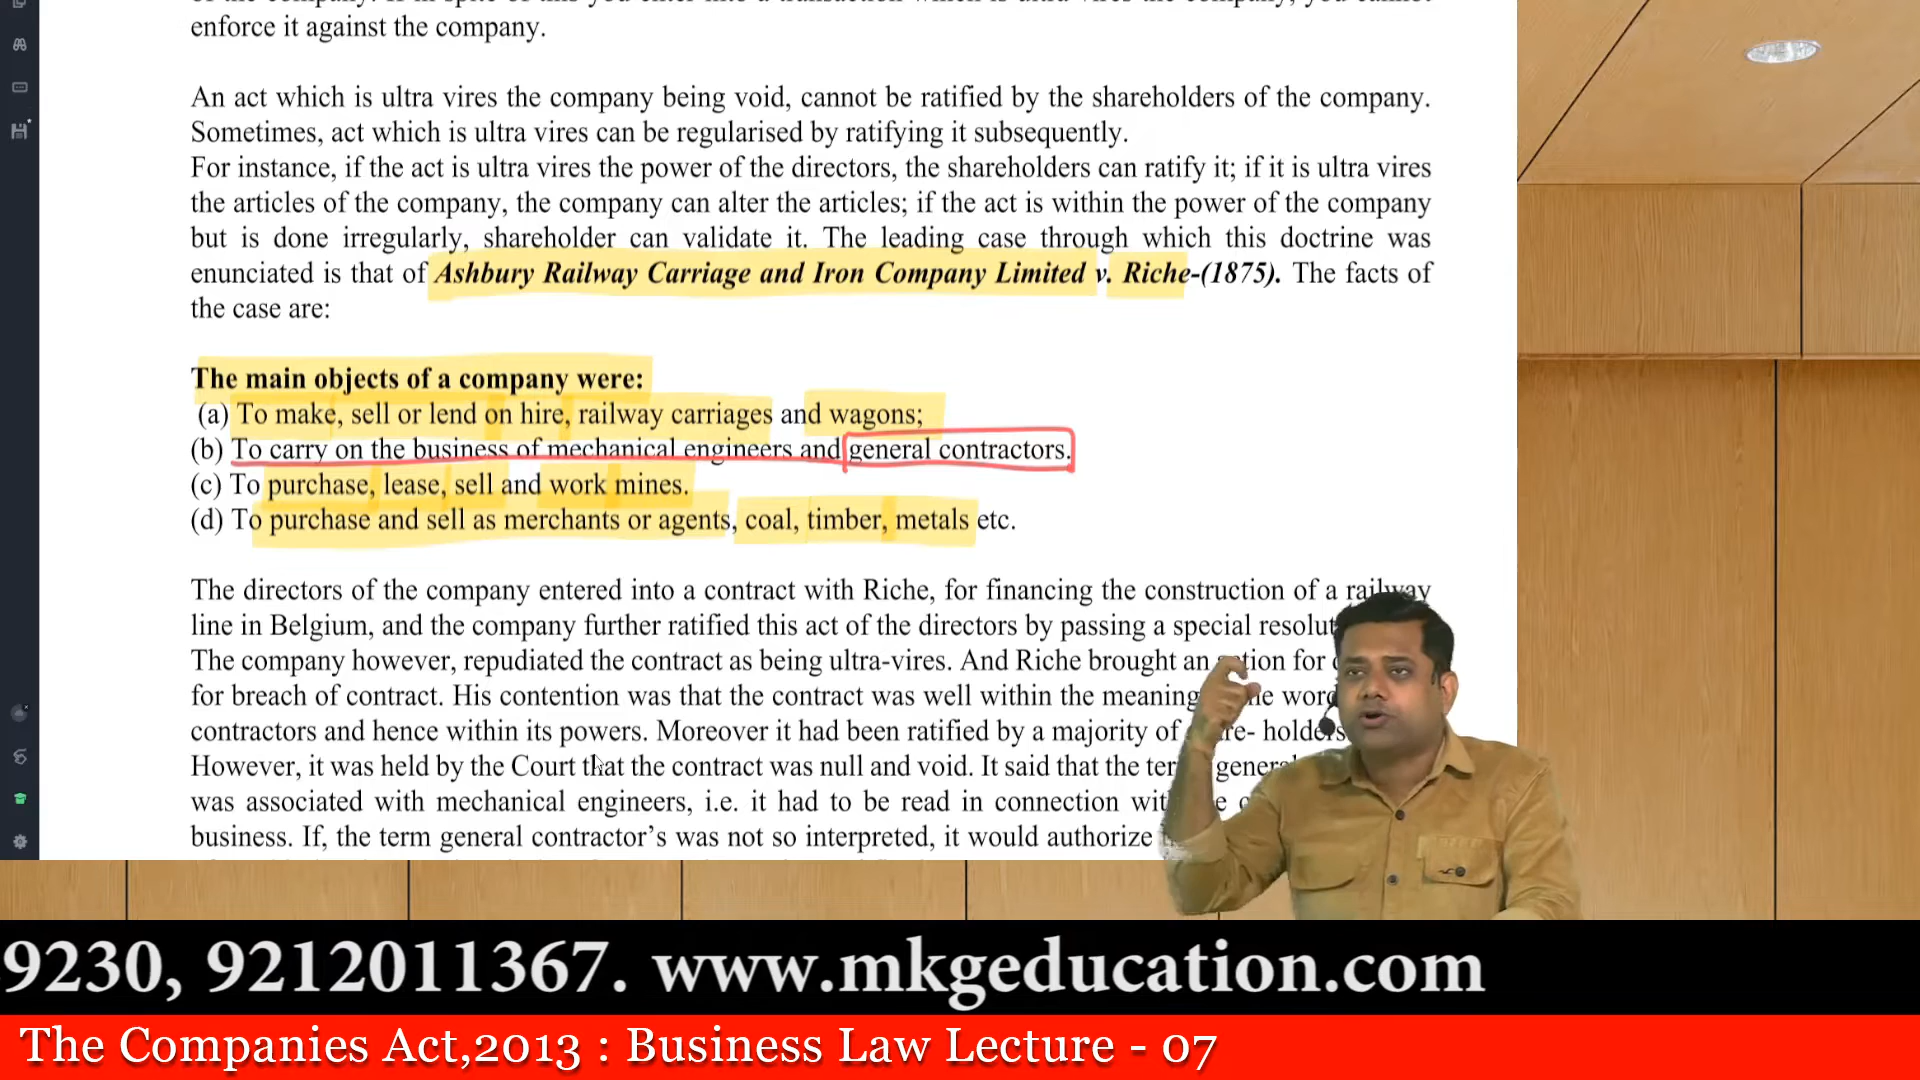 enforce it against the company.
An act which is ultra vires the company being void, cannot be ratified by the shareholders of the company.
Sometimes, act which is ultra vires can be regularised by ratifying it subsequently.
For instance, if the act is ultra vires the power of the directors, the shareholders can ratify it; if it is ultra vires
the articles of the company, the company can alter the articles; if the act is within the power of the company
but is done irregularly, shareholder can validate it. The leading case through which this doctrine was
enunciated is that of Ashbury Railway Carriage and Iron Company Limited v. Riche-(1875). The facts of
the case are:
The main objects of a company were:
(a) To make, sell or lend on hire, railway carriages and wagons;
(b) To carry on the business of mechanical engineers and general contractors.
(c) To purchase, lease, sell and work mines.
(d) To purchase and sell as merchants or agents, coal, timber, metals etc.
The directors of the company entered into a contract with Riche, for financing the construction of a railway
line in Belgium, and the company further ratified this act of the directors by passing a special
The company however, repudiated the contract as being ultra-vires. And Riche brought an action for
for breach of contract. His contention was that the contract was well within the meaning
contractors and hence within its powers. Moreover it had been ratified by a majority of holders
However, it was held by the Court that the contract was null and void. It said that the general
was associated with mechanical engineers, i.e. it had to be read in connection
business. If, the term general contractor's was not so interpreted, it would authorize
9230, 9212011367. www.mkgeducation.com
The Companies Act,2013 : Business Law Lecture - 07